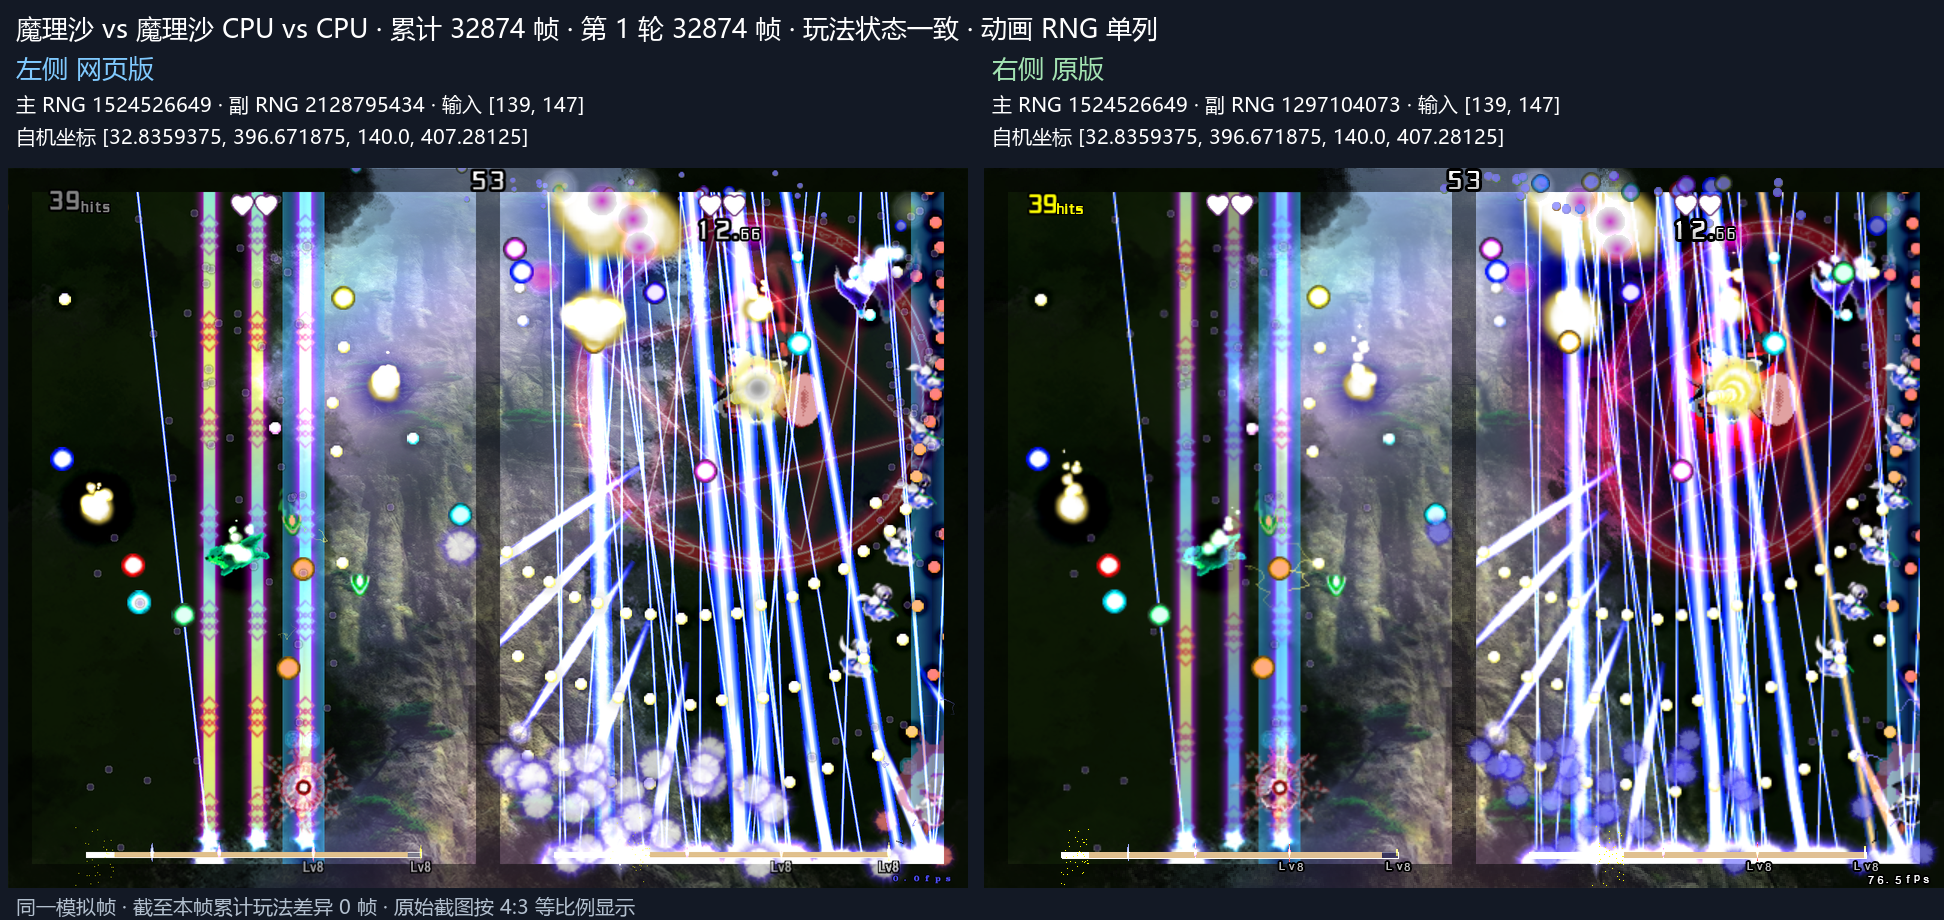 魔理沙 vs 魔理沙 CPU vs CPU · 累计 32874 帧 · 第 1 轮 32874 帧 · 玩法状态一致 · 动画 RNG 单列
左侧 网页版
主 RNG 1524526649 · 副 RNG 2128795434 · 输入 [139, 147]
自机坐标 [32.8359375, 396.671875, 140.0, 407.28125]
右侧 原版
主 RNG 1524526649 · 副 RNG 1297104073 · 输入 [139, 147]
自机坐标 [32.8359375, 396.671875, 140.0, 407.28125]
53
39hits
12.66
Lv8
Lv8
Lv8
Lv8
0.0fps
53
39hits
12.66
Lv8
Lv8
Lv8
Lv8
76.5fps
同一模拟帧 · 截至本帧累计玩法差异 0 帧 · 原始截图按 4:3 等比例显示